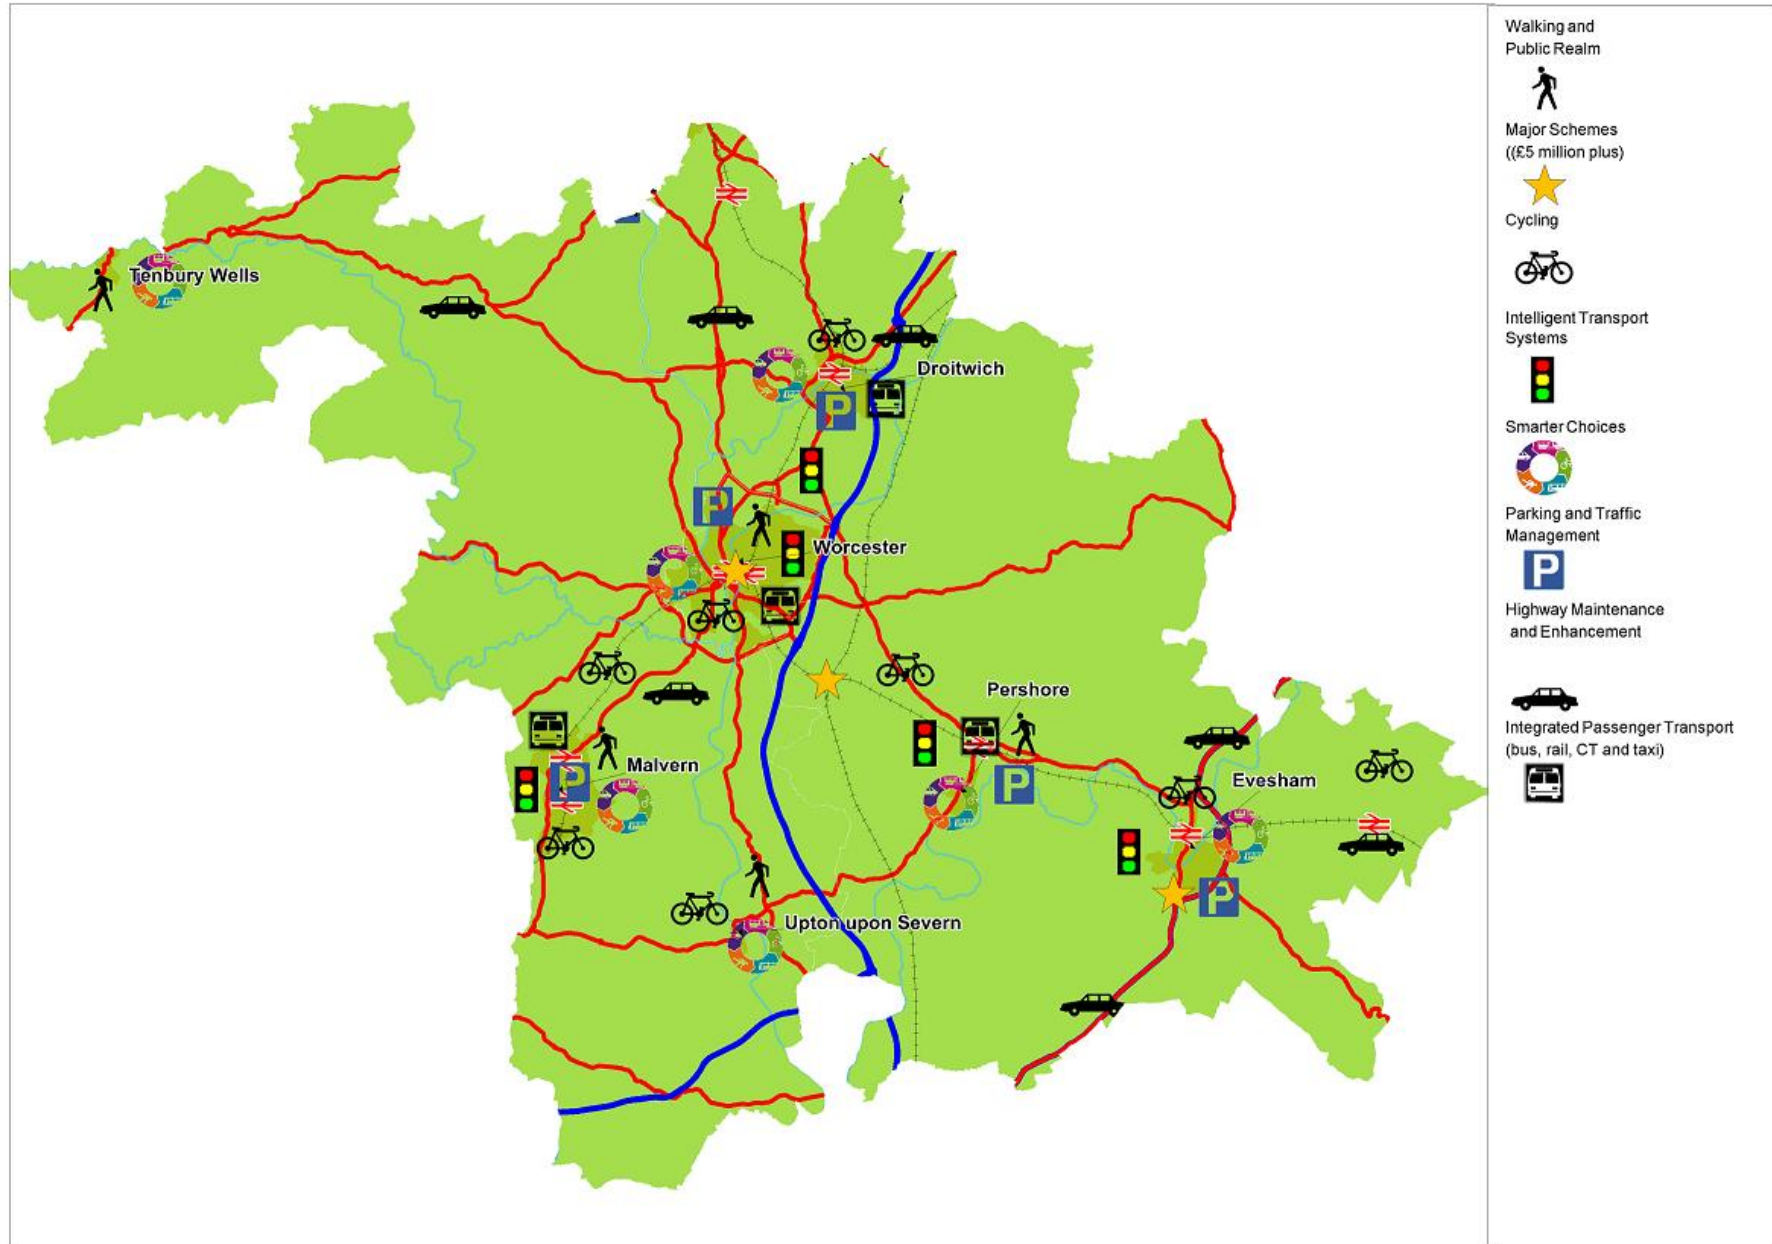 Tenbury Wells
Droitwich
P
P
Worcester
Pershore
Malvern
P
P
Evesham
P
Upton upon Severn
Walking and
Public Realm
Major Schemes
((£5 million plus)
Cycling
Intelligent Transport
Systems
Smarter Choices
Parking and Traffic
Management
P
Highway Maintenance
and Enhancement
Integrated Passenger Transport
(bus, rail, CT and taxi)